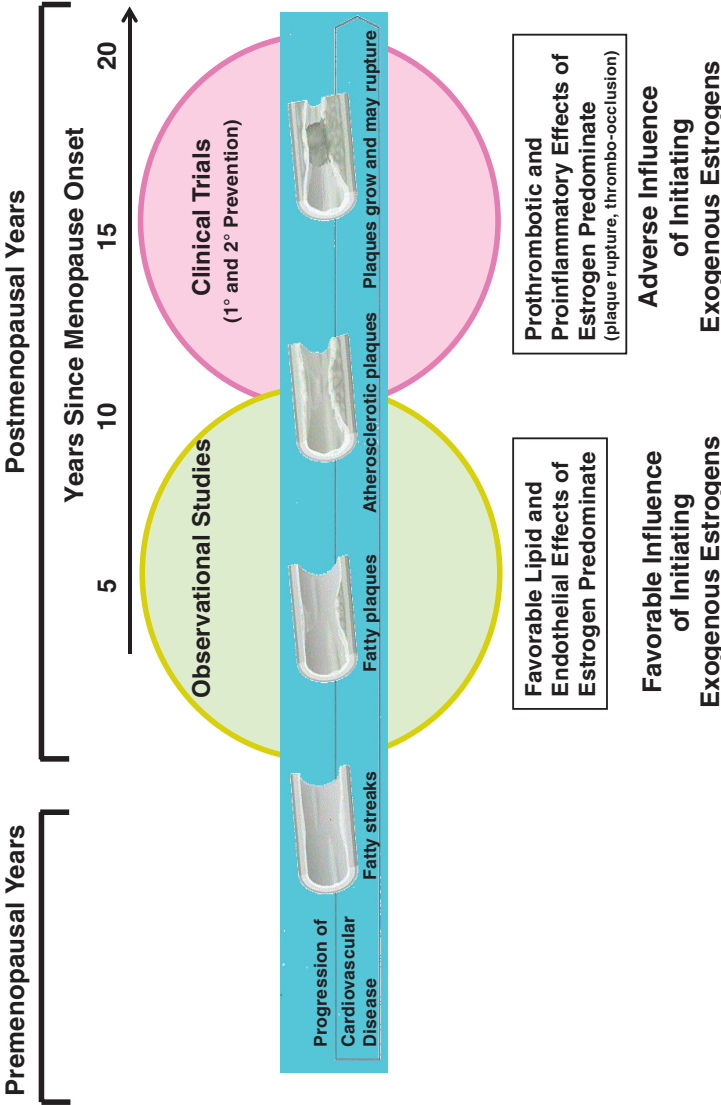 Premenopausal Years
Postmenopausal Years
Years Since Menopause Onset
5
10
15
20
Observational Studies
Clinical Trials
(1° and 2° Prevention)
Progression of
Cardiovascular
Disease
Fatty streaks
Fatty plaques
Atherosclerotic plaques
Plaques grow and may rupture
Favorable Lipid and
Endothelial Effects of
Estrogen Predominate
Prothrombotic and
Proinflammatory Effects of
Estrogen Predominate
(plaque rupture, thrombo-occlusion)
Favorable Influence
of Initiating
Exogenous Estrogens
Adverse Influence
of Initiating
Exogenous Estrogens